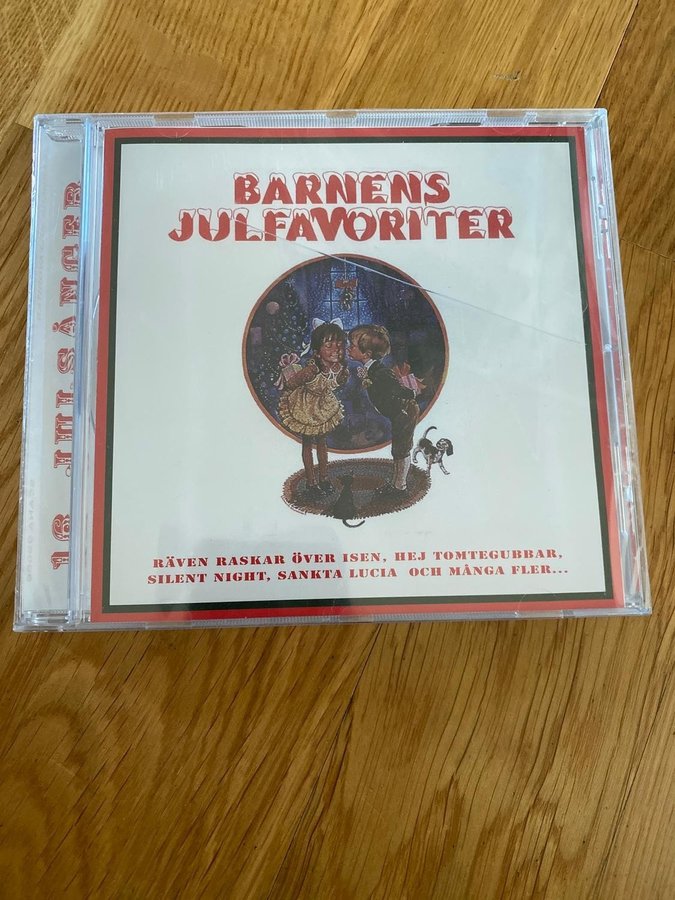 BARNENS
JULFAVORITER
RÄVEN RASKAR ÖVER ISEN, HEJ TOMTEGUBBAR,
SILENT NIGHT, SANKTA LUCIA OCH MÅNGA FLER...
16 JULSÅNGER